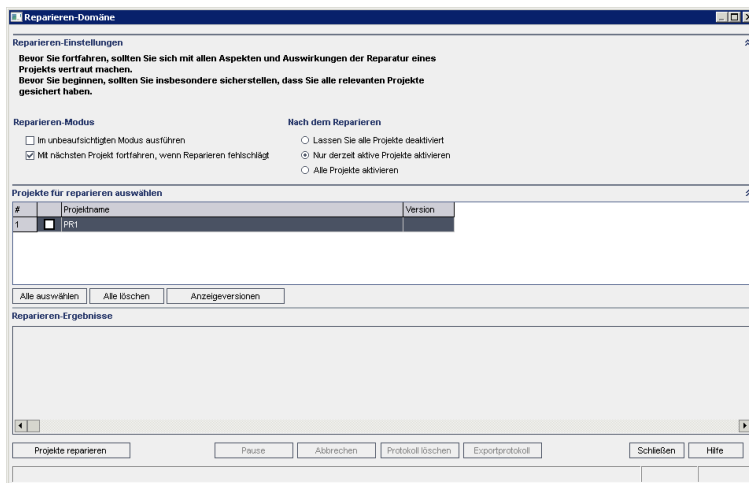 Reparieren-Domäne
Reparieren-Einstellungen
Bevor Sie fortfahren, sollten Sie sich mit allen Aspekten und Auswirkungen der Reparatur eines
Projekts vertraut machen.
Bevor Sie beginnen, sollten Sie insbesondere sicherstellen, dass Sie alle relevanten Projekte
gesichert haben.
Reparieren-Modus
Im unbeaufsichtigten Modus ausführen
Mit nächsten Projekt fortfahren, wenn Reparieren fehlschlägt
Nach dem Reparieren
Lassen Sie alle Projekte deaktiviert
Nur derzeit aktive Projekte aktivieren
Alle Projekte aktivieren
Projekte für reparieren auswählen
# Projektname Version
1 PR1
Alle auswählen Alle löschen Anzeigeversionen
Reparieren-Ergebnisse
Projekte reparieren Pause Abbrechen Protokoll löschen Exportprotokoll Schließen Hilfe